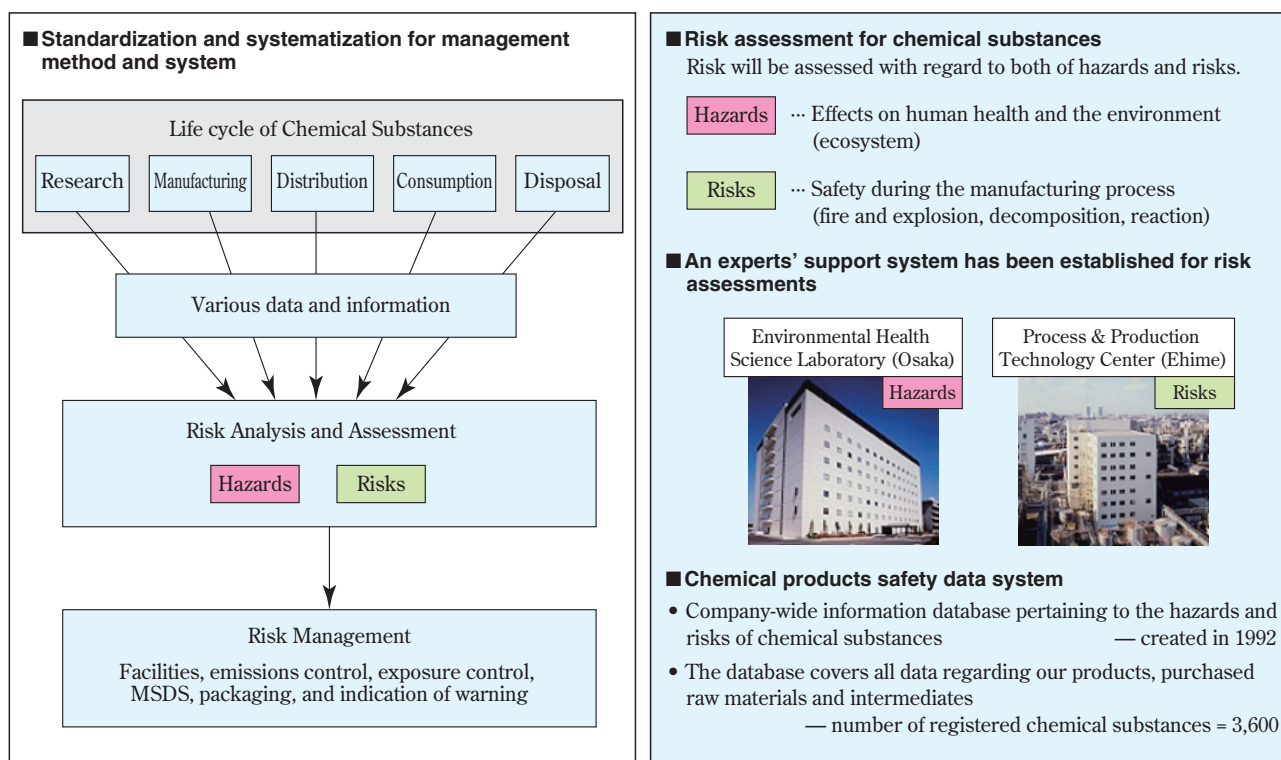 ■ Standardization and systematization for management
method and system
Life cycle of Chemical Substances
Research
Manufacturing
Distribution
Consumption
Disposal
Various data and information
Risk Analysis and Assessment
Hazards
Risks
Risk Management
Facilities, emissions control, exposure control,
MSDS, packaging, and indication of warning
■ Risk assessment for chemical substances
Risk will be assessed with regard to both of hazards and risks.
Hazards ··· Effects on human health and the environment
(ecosystem)
Risks ··· Safety during the manufacturing process
(fire and explosion, decomposition, reaction)
■ An experts' support system has been established for risk
assessments
Environmental Health
Science Laboratory (Osaka)
Hazards
Process & Production
Technology Center (Ehime)
Risks
■ Chemical products safety data system
• Company-wide information database pertaining to the hazards and
risks of chemical substances — created in 1992
• The database covers all data regarding our products, purchased
raw materials and intermediates
— number of registered chemical substances = 3,600